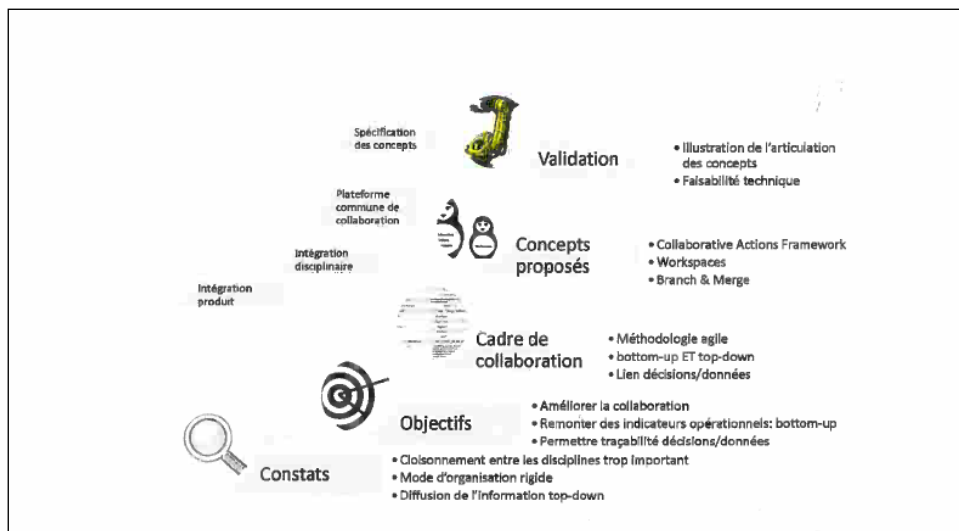 Spécification
des concepts
Validation
• Illustration de l'articulation
des concepts
• Faisabilité technique
Plateforme
commune de
collaboration
Concepts
proposés
• Collaborative Actions Framework
• Workspaces
• Branch & Merge
Intégration
disciplinaire
Intégration
produit
Cadre de
collaboration
• Méthodologie agile
• bottom-up ET top-down
• Lien décisions/données
Objectifs
• Améliorer la collaboration
• Remonter des indicateurs opérationnels: bottom-up
• Permettre traçabilité décisions/données
Constats
• Cloisonnement entre les disciplines trop important
• Mode d'organisation rigide
• Diffusion de l'information top-down